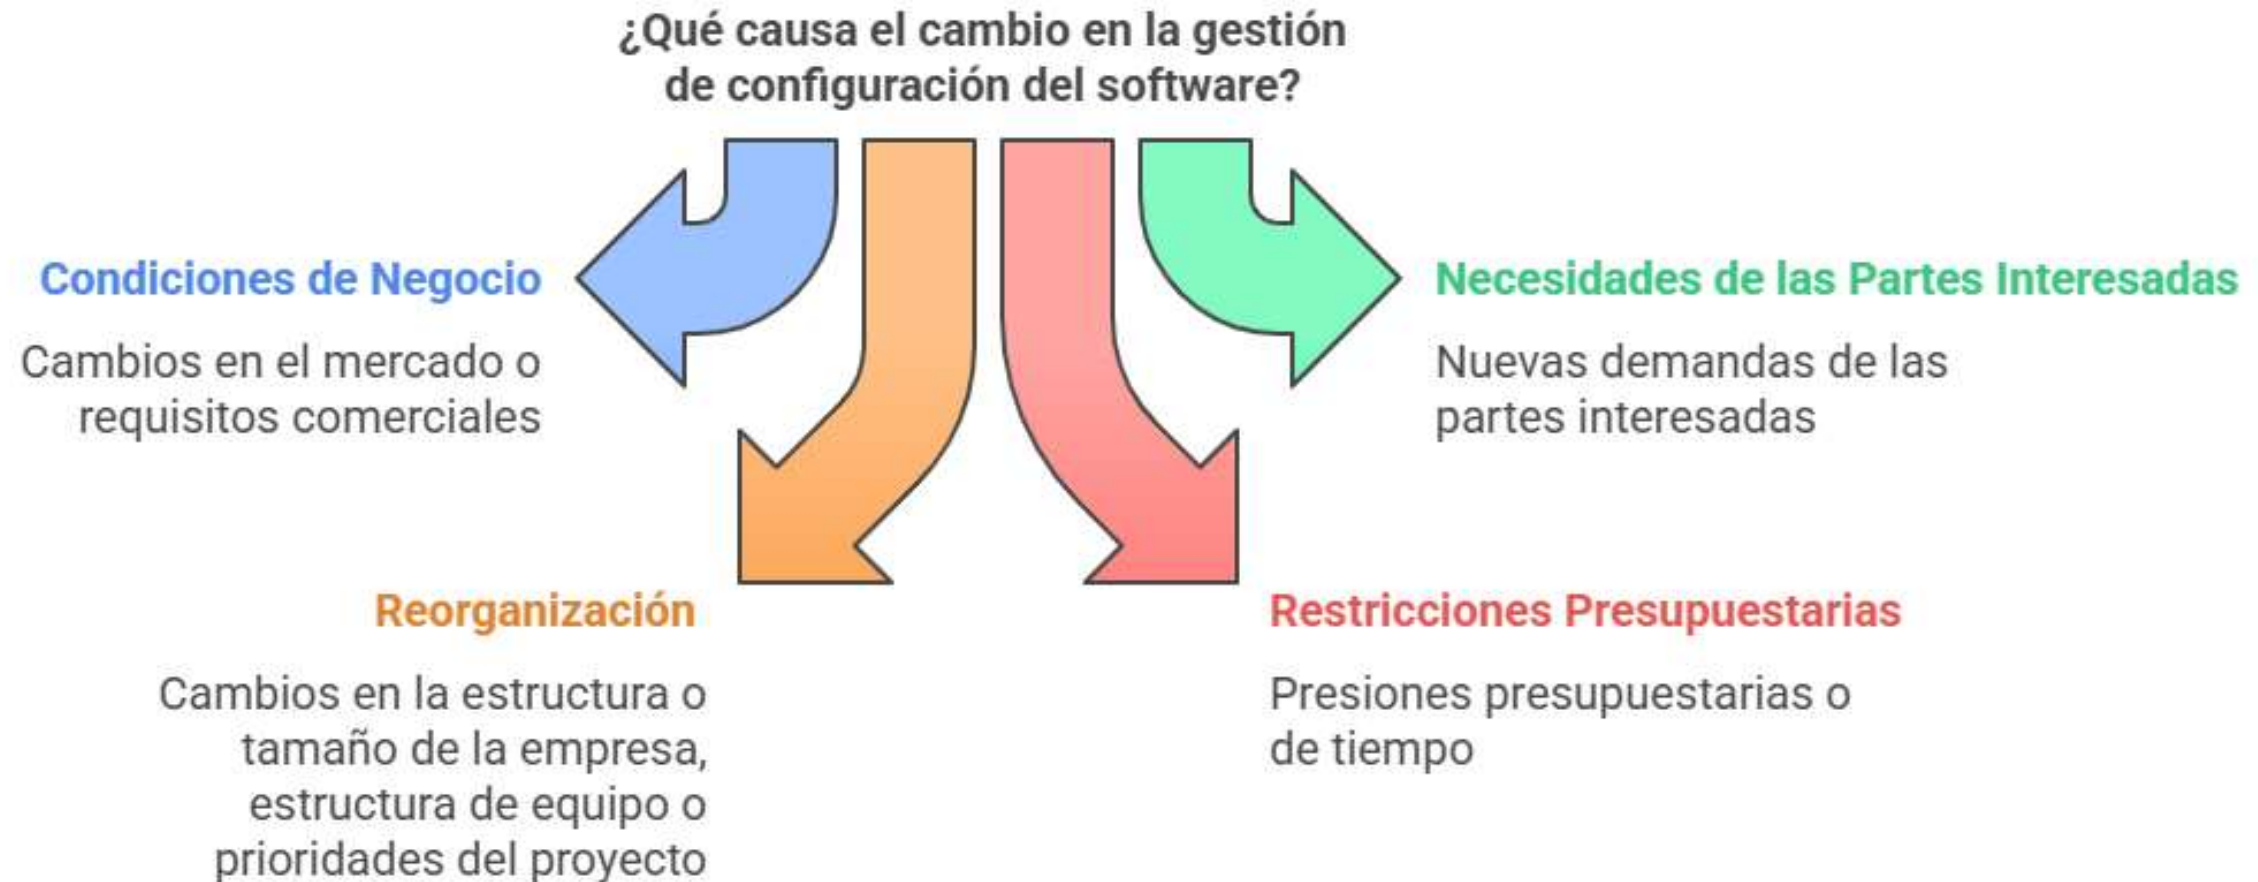 ¿Qué causa el cambio en la gestión
de configuración del software?
Condiciones de Negocio
Cambios en el mercado o
requisitos comerciales
Necesidades de las Partes Interesadas
Nuevas demandas de las
partes interesadas
Reorganización
Cambios en la estructura o
tamaño de la empresa,
estructura de equipo o
prioridades del proyecto
Restricciones Presupuestarias
Presiones presupuestarias o
de tiempo